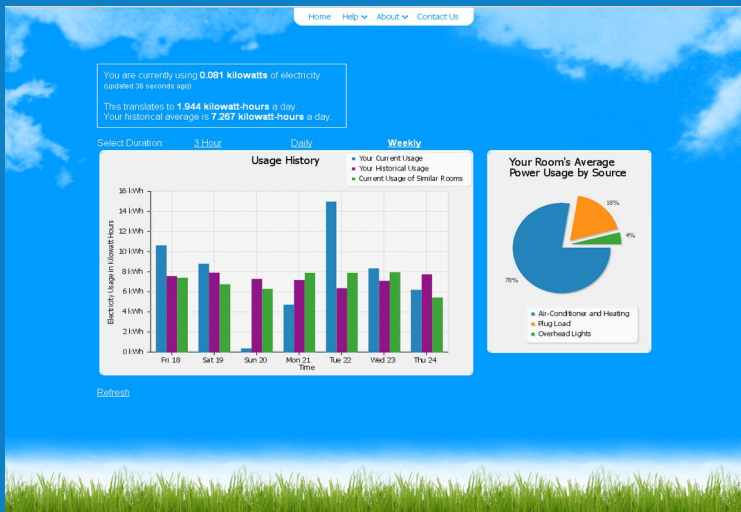 Home Help About Contact Us
You are currently using 0.081 kilowatts of electricity.
(updated 36 seconds ago)
This translates to 1.944 kilowatt-hours a day.
Your historical average is 7.267 kilowatt-hours a day.
Select Duration: 3 Hour Daily Weekly
Usage History
Your Current Usage
Your Historical Usage
Current Usage of Similar Rooms
16 kWh
14 kWh
12 kWh
10 kWh
8 kWh
6 kWh
4 kWh
2 kWh
0 kWh
Electricity Usage in Kilowatt Hours
Fri 18 Sat 19 Sun 20 Mon 21 Tue 22 Wed 23 Thu 24
Time
Your Room's Average
Power Usage by Source
18%
4%
78%
Air-Conditioner and Heating
Plug Load
Overhead Lights
Refresh